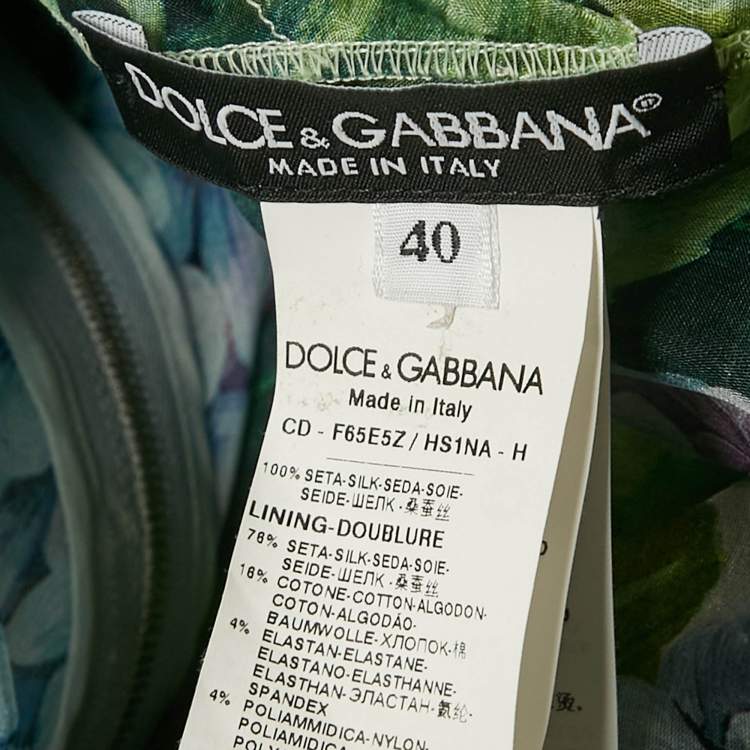 DOLCE & GABBANA
MADE IN ITALY
40
DOLCE & GABBANA
Made in Italy
CD - F65E5Z / HS1NA - H
100% SETA-SILK-SEDA-SOIE-
SEIDE-ШЕЛК-桑蚕丝
LINING-DOUBLURE
76% SETA-SILK-SEDA-SOIE-
SEIDE-ШЕЛК-桑蚕丝
16% COTONE-COTTON-ALGODON-
COTON-ALGODÃO-
BAUMWOLLE-ХЛОПОК-棉
4% ELASTAN-ELASTANE-
ELASTANO-ELASTHANNE-
ELASTHAN-ЭЛАСТАН-氨纶-
SPANDEX
4% POLIAMMIDICA-NYLON-
POLIAMMIDICA-NYLON-